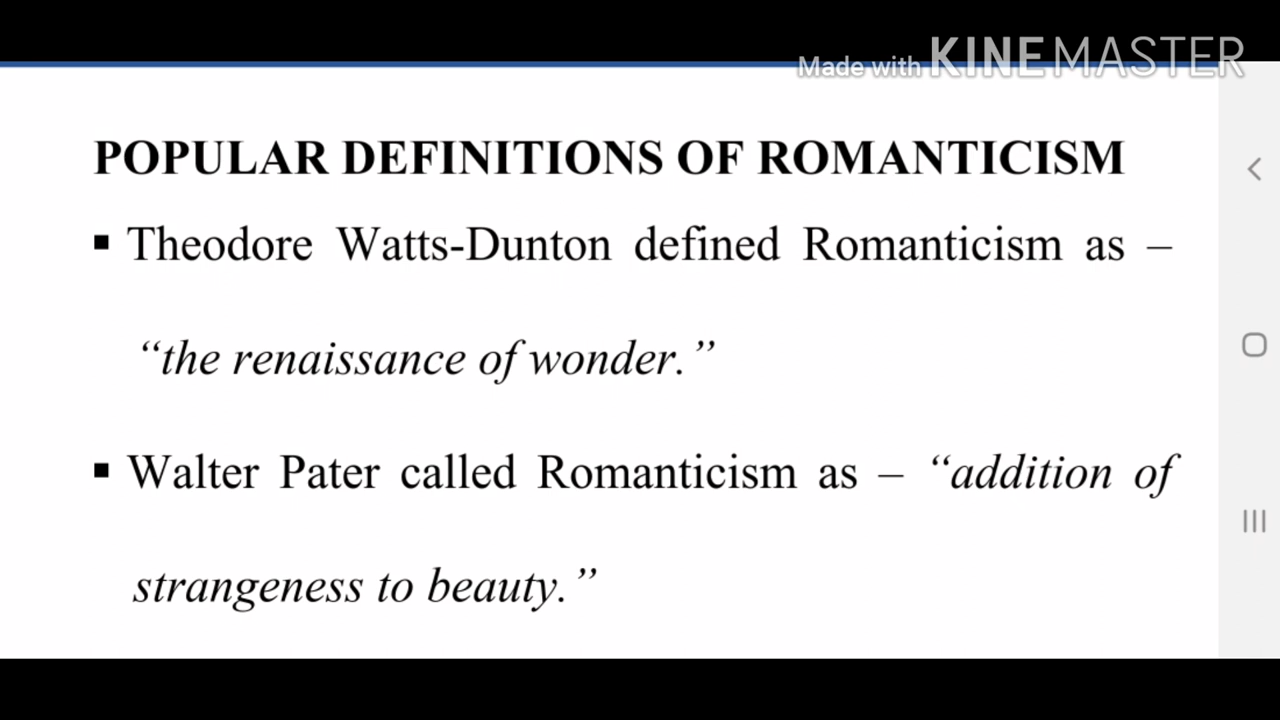 Made with KINEMASTER
POPULAR DEFINITIONS OF ROMANTICISM
▪ Theodore Watts-Dunton defined Romanticism as –
“the renaissance of wonder.”
▪ Walter Pater called Romanticism as – “addition of
strangeness to beauty.”